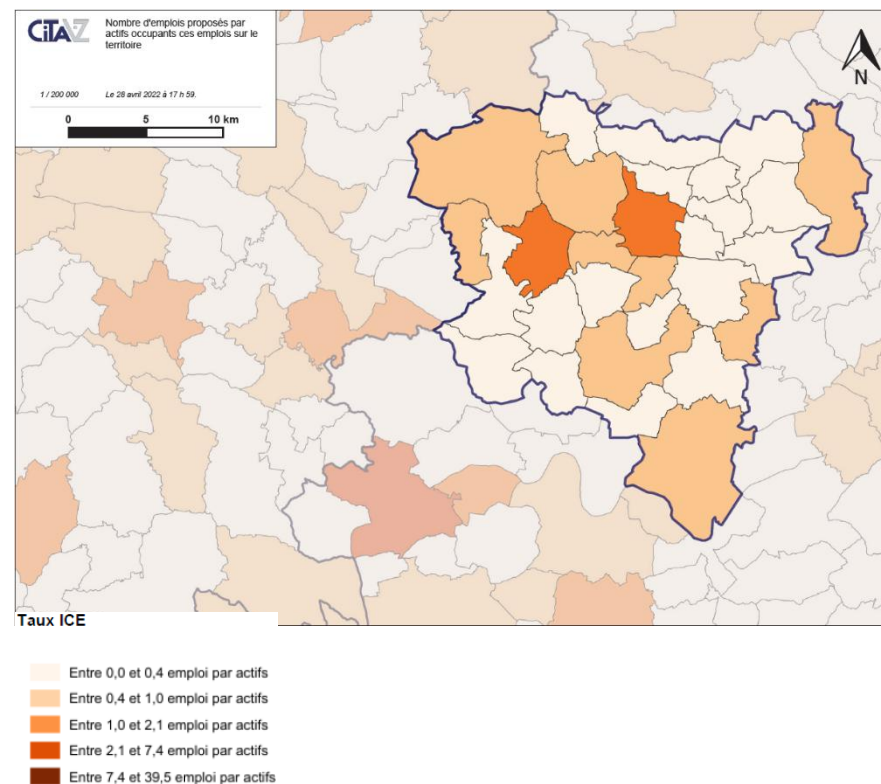 CiTAViZ
Nombre d'emplois proposés par
actifs occupants ces emplois sur le
territoire
1 / 200 000 Le 28 avril 2022 à 17 h 59.
0 5 10 km
N
Taux ICE
Entre 0,0 et 0,4 emploi par actifs
Entre 0,4 et 1,0 emploi par actifs
Entre 1,0 et 2,1 emploi par actifs
Entre 2,1 et 7,4 emploi par actifs
Entre 7,4 et 39,5 emploi par actifs